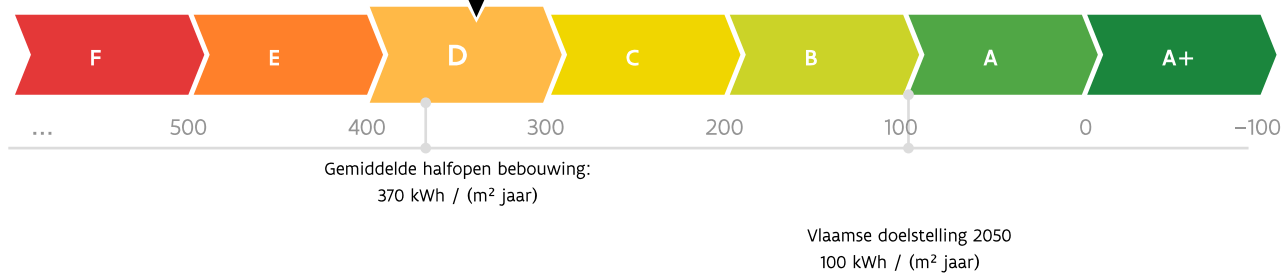 F E D C B A A+
... 500 400 300 200 100 0 −100
Gemiddelde halfopen bebouwing:
370 kWh / (m² jaar)
Vlaamse doelstelling 2050
100 kWh / (m² jaar)